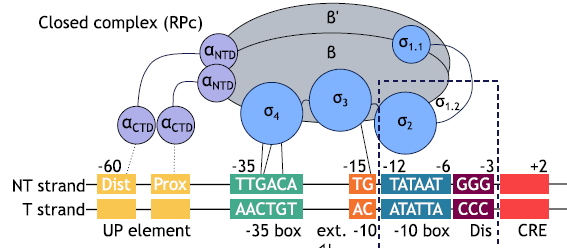 Closed complex (RPc)
β'
αNTD
σ1.1
β
αNTD
σ3
σ1.2
σ4
σ2
αCTD
αCTD
-60
-35
-15
-12
-6
-3
+2
NT strand
Dist
Prox
TTGACA
TG
TATAAT
GGG
T strand
AACTGT
AC
ATATTA
CCC
UP element
-35 box
ext. -10
-10 box
Dis
CRE